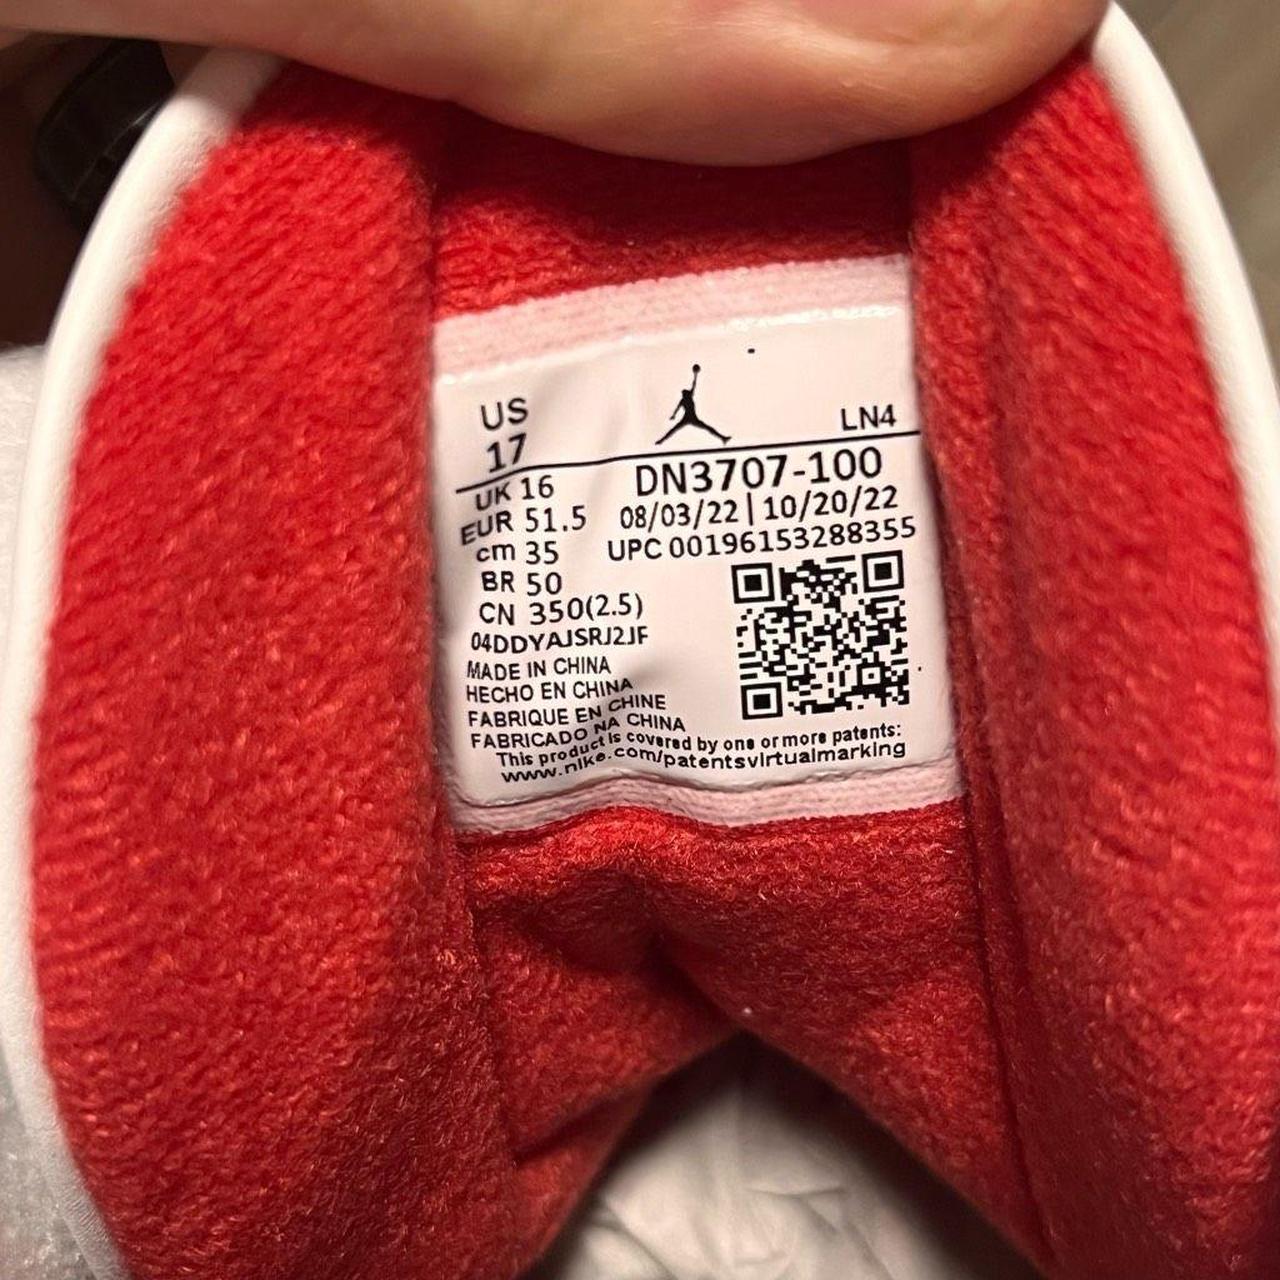 US
17
LN4
UK 16
EUR 51.5
cm 35
BR 50
CN 350(2.5)
DN3707-100
08/03/22|10/20/22
UPC 00196153288355
04DDYAJSRJ2JF
MADE IN CHINA
HECHO EN CHINA
FABRIQUE EN CHINE
FABRICADO NA CHINA
This product is covered by one or more patents:
www.nike.com/patentsvirtualmarking